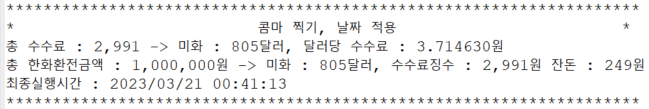 ******************************************************************
* 콤마 찍기, 날짜 적용 *
총 수수료 : 2,991 -> 미화 : 805달러, 달러당 수수료 : 3.714630원
총 한화환전금액 : 1,000,000원 -> 미화 : 805달러, 수수료징수 : 2,991원 잔돈 : 249원
최종실행시간 : 2023/03/21 00:41:13
******************************************************************